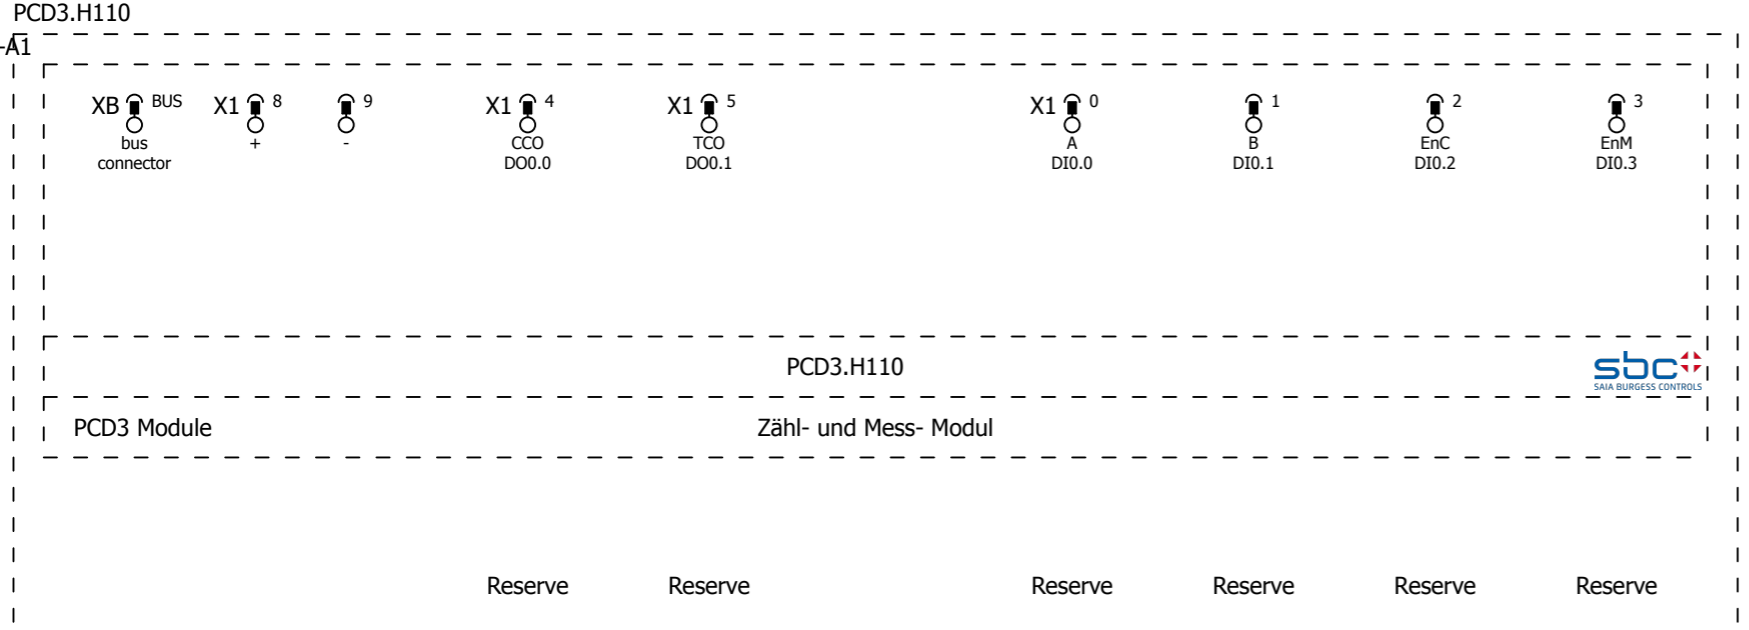 PCD3.H110
-A1
XB BUS X1 8 9 X1 4 X1 5 X1 0 1 2 3
bus + - CCO TCO A B EnC EnM
connector DO0.0 DO0.1 DI0.0 DI0.1 DI0.2 DI0.3
PCD3.H110
sbc
SAIA BURGESS CONTROLS
PCD3 Module Zähl- und Mess- Modul
Reserve Reserve Reserve Reserve Reserve Reserve